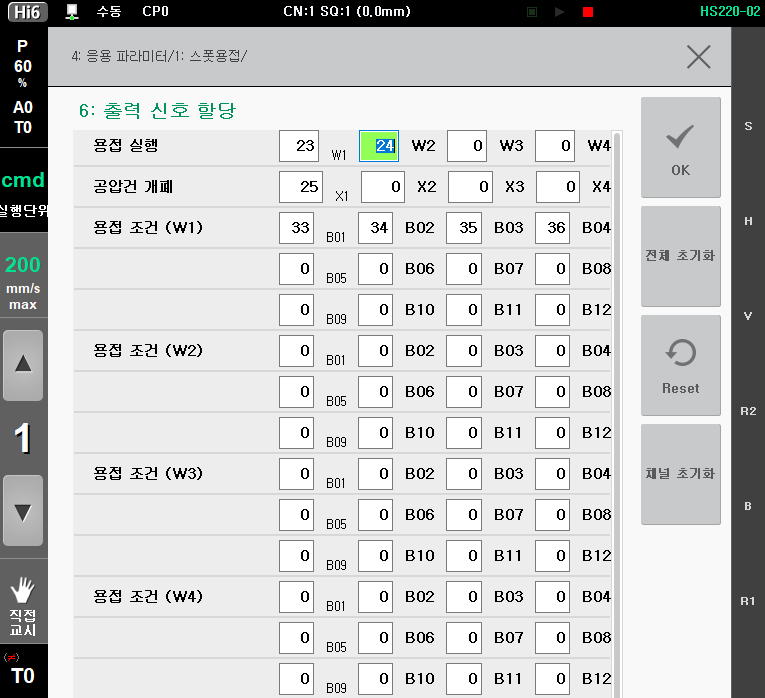 Hi6 수동 CP0 CN:1 SQ:1 (0.0mm) HS220-02
P
60
%
A0
T0
cmd
실행단위
200
mm/s
max
1
직접
교시
(≠)
T0
4: 응용 파라미터/1: 스폿용접/
6: 출력 신호 할당
용접 실행 23 W1 24 W2 0 W3 0 W4
공압건 개폐 25 X1 0 X2 0 X3 0 X4
용접 조건 (W1) 33 B01 34 B02 35 B03 36 B04
0 B05 0 B06 0 B07 0 B08
0 B09 0 B10 0 B11 0 B12
용접 조건 (W2) 0 B01 0 B02 0 B03 0 B04
0 B05 0 B06 0 B07 0 B08
0 B09 0 B10 0 B11 0 B12
용접 조건 (W3) 0 B01 0 B02 0 B03 0 B04
0 B05 0 B06 0 B07 0 B08
0 B09 0 B10 0 B11 0 B12
용접 조건 (W4) 0 B01 0 B02 0 B03 0 B04
0 B05 0 B06 0 B07 0 B08
0 B09 0 B10 0 B11 0 B12
OK
전체 초기화
Reset
채널 초기화
S
H
V
R2
B
R1